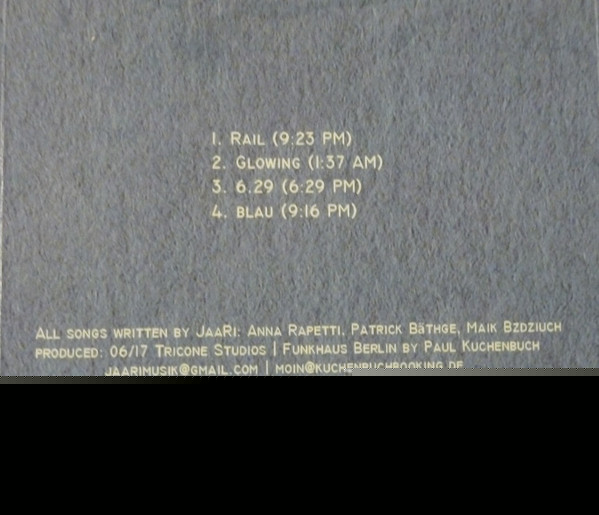 1. Rail (9:23 PM)
2. Glowing (1:37 AM)
3. 6.29 (6:29 PM)
4. blau (9:16 PM)
All songs written by JaaRi: Anna Rapetti, Patrick Bäthge, Maik Bzdziuch
produced: 06/17 Tricone Studios | Funkhaus Berlin by Paul Kuchenbuch
jaarimusik@gmail.com | moin@kuchenbuchbooking.de